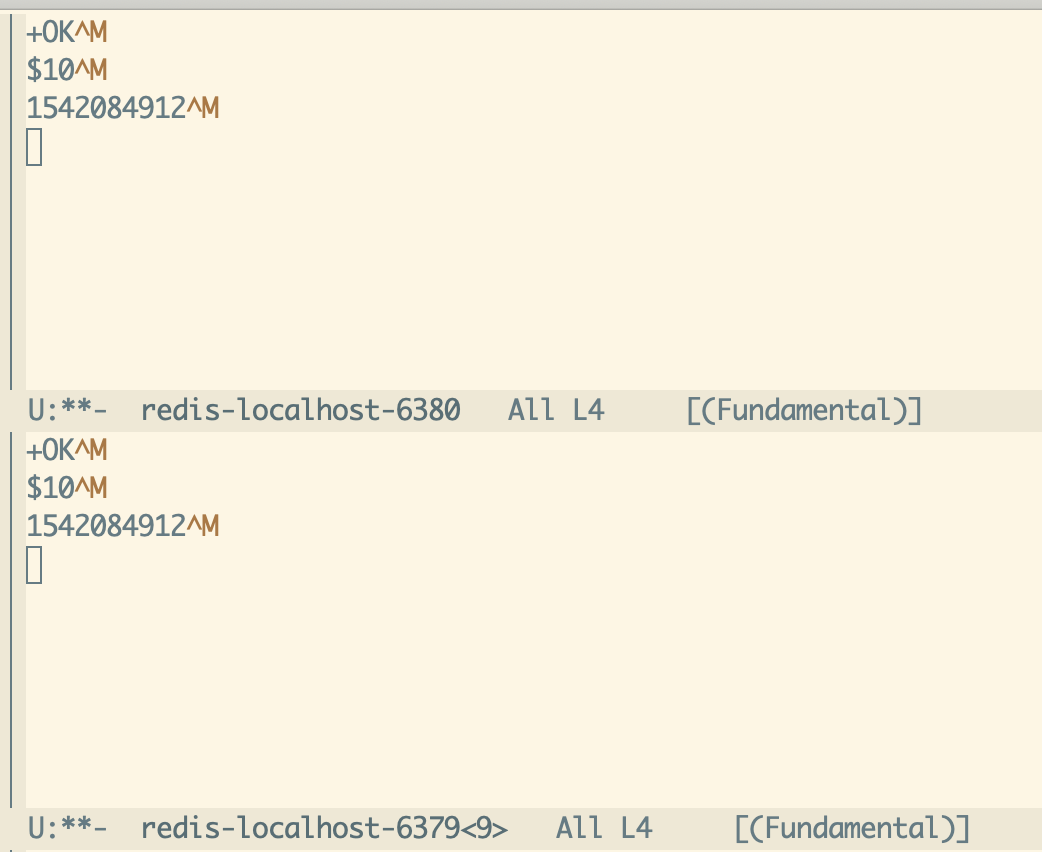 +OK^M
$10^M
1542084912^M
U:**-  redis-localhost-6380   All L4     [(Fundamental)]
+OK^M
$10^M
1542084912^M
U:**-  redis-localhost-6379<9>   All L4     [(Fundamental)]